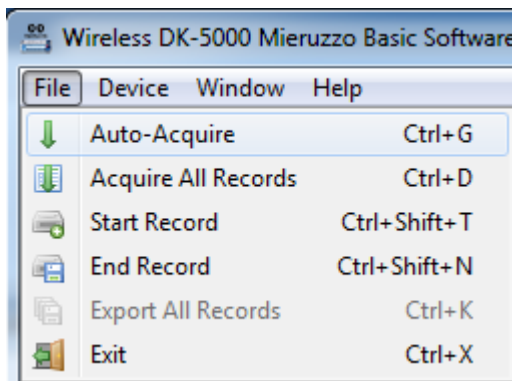 Wireless DK-5000 Mieruzzo Basic Software
File Device Window Help
Auto-Acquire Ctrl+G
Acquire All Records Ctrl+D
Start Record Ctrl+Shift+T
End Record Ctrl+Shift+N
Export All Records Ctrl+K
Exit Ctrl+X